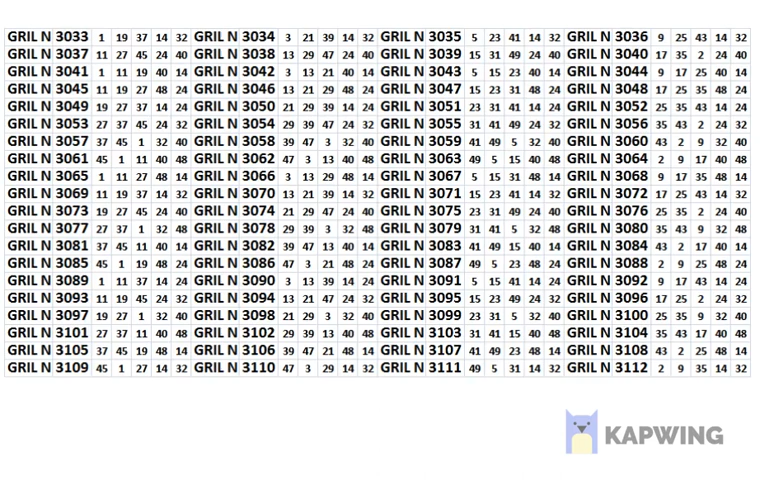 GRIL N 3033 1 19 37 14 32 GRIL N 3034 3 21 39 14 32 GRIL N 3035 5 23 41 14 32 GRIL N 3036 9 25 43 14 32
GRIL N 3037 11 27 45 24 40 GRIL N 3038 13 29 47 24 40 GRIL N 3039 15 31 49 24 40 GRIL N 3040 17 35 2 24 40
GRIL N 3041 1 11 19 40 14 GRIL N 3042 3 13 21 40 14 GRIL N 3043 5 15 23 40 14 GRIL N 3044 9 17 25 40 14
GRIL N 3045 11 19 27 48 24 GRIL N 3046 13 21 29 48 24 GRIL N 3047 15 23 31 48 24 GRIL N 3048 17 25 35 48 24
GRIL N 3049 19 27 37 14 24 GRIL N 3050 21 29 39 14 24 GRIL N 3051 23 31 41 14 24 GRIL N 3052 25 35 43 14 24
GRIL N 3053 27 37 45 24 32 GRIL N 3054 29 39 47 24 32 GRIL N 3055 31 41 49 24 32 GRIL N 3056 35 43 2 24 32
GRIL N 3057 37 45 1 32 40 GRIL N 3058 39 47 3 32 40 GRIL N 3059 41 49 5 32 40 GRIL N 3060 43 2 9 32 40
GRIL N 3061 45 1 11 40 48 GRIL N 3062 47 3 13 40 48 GRIL N 3063 49 5 15 40 48 GRIL N 3064 2 9 17 40 48
GRIL N 3065 1 11 27 48 14 GRIL N 3066 3 13 29 48 14 GRIL N 3067 5 15 31 48 14 GRIL N 3068 9 17 35 48 14
GRIL N 3069 11 19 37 14 32 GRIL N 3070 13 21 39 14 32 GRIL N 3071 15 23 41 14 32 GRIL N 3072 17 25 43 14 32
GRIL N 3073 19 27 45 24 40 GRIL N 3074 21 29 47 24 40 GRIL N 3075 23 31 49 24 40 GRIL N 3076 25 35 2 24 40
GRIL N 3077 27 37 1 32 48 GRIL N 3078 29 39 3 32 48 GRIL N 3079 31 41 5 32 48 GRIL N 3080 35 43 9 32 48
GRIL N 3081 37 45 11 40 14 GRIL N 3082 39 47 13 40 14 GRIL N 3083 41 49 15 40 14 GRIL N 3084 43 2 17 40 14
GRIL N 3085 45 1 19 48 24 GRIL N 3086 47 3 21 48 24 GRIL N 3087 49 5 23 48 24 GRIL N 3088 2 9 25 48 24
GRIL N 3089 1 11 37 14 24 GRIL N 3090 3 13 39 14 24 GRIL N 3091 5 15 41 14 24 GRIL N 3092 9 17 43 14 24
GRIL N 3093 11 19 45 24 32 GRIL N 3094 13 21 47 24 32 GRIL N 3095 15 23 49 24 32 GRIL N 3096 17 25 2 24 32
GRIL N 3097 19 27 1 32 40 GRIL N 3098 21 29 3 32 40 GRIL N 3099 23 31 5 32 40 GRIL N 3100 25 35 9 32 40
GRIL N 3101 27 37 11 40 48 GRIL N 3102 29 39 13 40 48 GRIL N 3103 31 41 15 40 48 GRIL N 3104 35 43 17 40 48
GRIL N 3105 37 45 19 48 14 GRIL N 3106 39 47 21 48 14 GRIL N 3107 41 49 23 48 14 GRIL N 3108 43 2 25 48 14
GRIL N 3109 45 1 27 14 32 GRIL N 3110 47 3 29 14 32 GRIL N 3111 49 5 31 14 32 GRIL N 3112 2 9 35 14 32
KAPWING